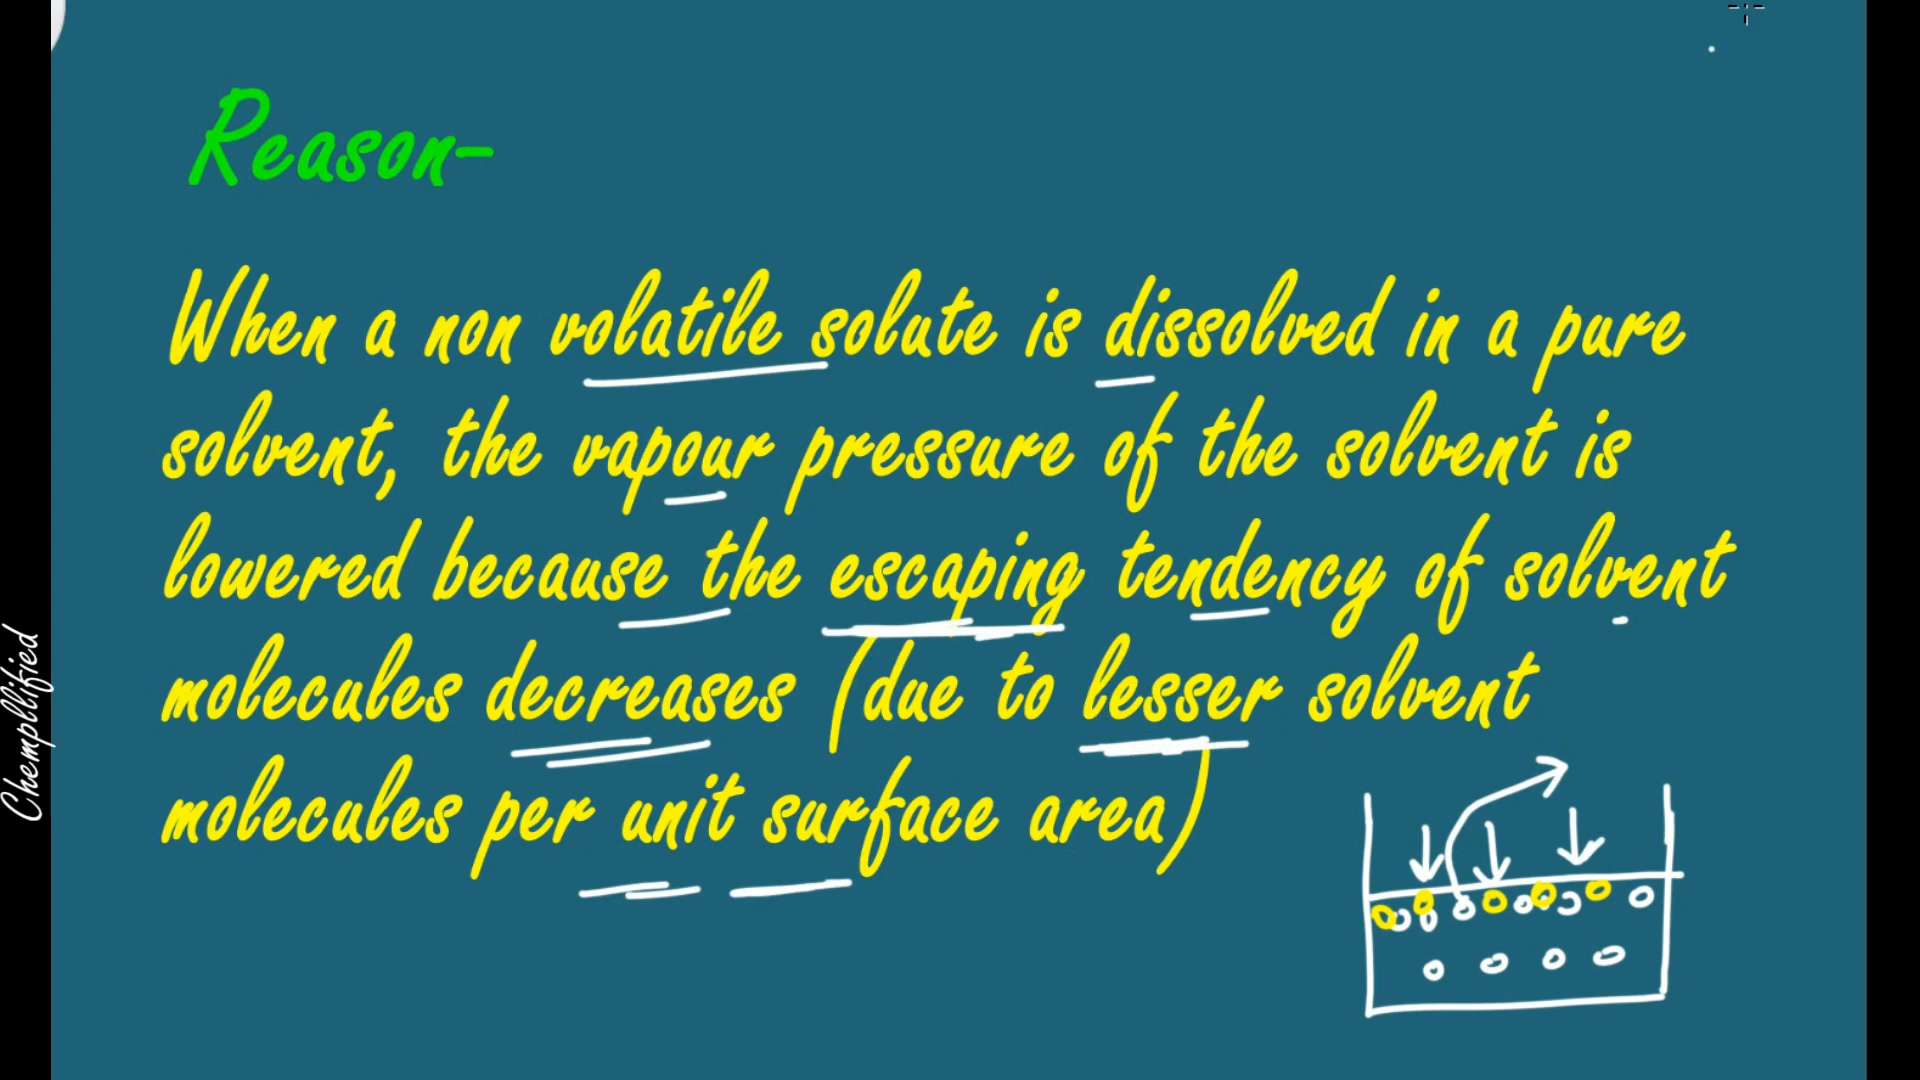 Reason-
When a non volatile solute is dissolved in a pure
solvent, the vapour pressure of the solvent is
lowered because the escaping tendency of solvent
molecules decreases (due to lesser solvent
molecules per unit surface area)
Chempllified